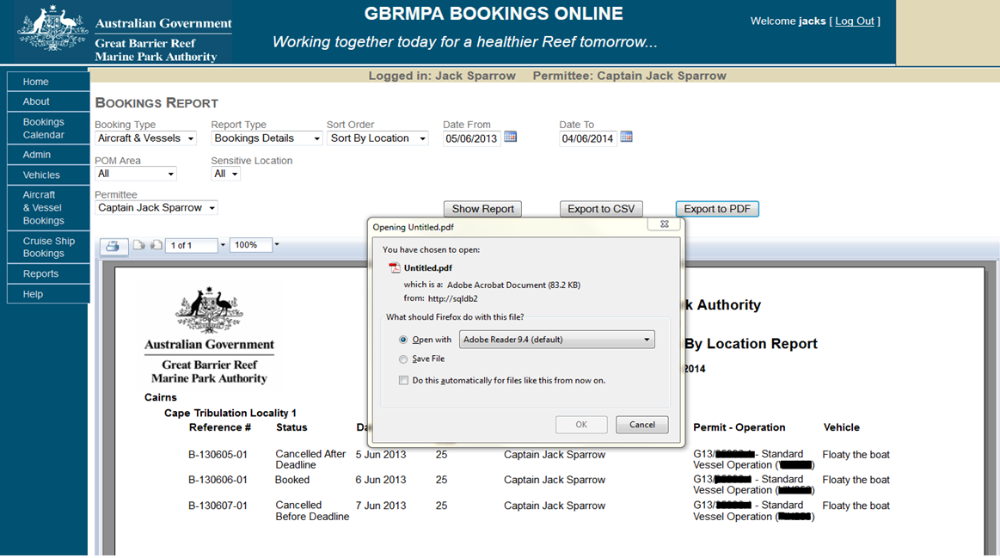 Australian Government
Great Barrier Reef
Marine Park Authority
GBRMPA BOOKINGS ONLINE
Working together today for a healthier Reef tomorrow...
Welcome jacks [ Log Out ]
Logged in: Jack Sparrow Permittee: Captain Jack Sparrow
Home
About
Bookings
Calendar
Admin
Vehicles
Aircraft
& Vessel
Bookings
Cruise Ship
Bookings
Reports
Help
BOOKINGS REPORT
Booking Type Report Type Sort Order Date From Date To
Aircraft & Vessels Bookings Details Sort By Location 05/06/2013 04/06/2014
POM Area Sensitive Location
All All
Permittee
Captain Jack Sparrow Show Report Export to CSV Export to PDF
1 of 1 100%
Opening Untitled.pdf
You have chosen to open:
Untitled.pdf
which is a: Adobe Acrobat Document (83.2 KB)
from: http://sqldb2
What should Firefox do with this file?
Open with Adobe Reader 9.4 (default)
Save File
Do this automatically for files like this from now on.
OK Cancel
Australian Government
Great Barrier Reef
Marine Park Authority
k Authority
By Location Report
2014
Cairns
Cape Tribulation Locality 1
Reference # Status Da Permit - Operation Vehicle
B-130605-01 Cancelled After Deadline 5 Jun 2013 25 Captain Jack Sparrow G13/ - Standard Vessel Operation ( ) Floaty the boat
B-130606-01 Booked 6 Jun 2013 25 Captain Jack Sparrow G13/ - Standard Vessel Operation ( ) Floaty the boat
B-130607-01 Cancelled Before Deadline 7 Jun 2013 25 Captain Jack Sparrow G13/ - Standard Vessel Operation ( ) Floaty the boat